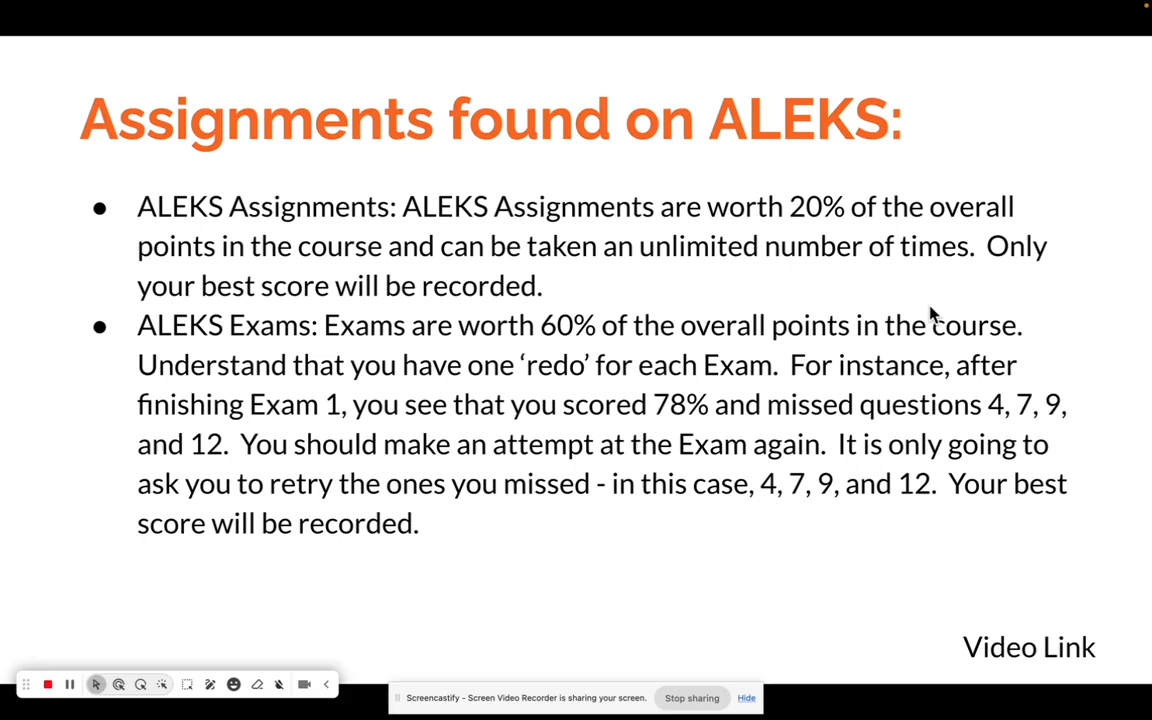 Assignments found on ALEKS:
● ALEKS Assignments: ALEKS Assignments are worth 20% of the overall
points in the course and can be taken an unlimited number of times.  Only
your best score will be recorded.
● ALEKS Exams: Exams are worth 60% of the overall points in the course.
Understand that you have one ‘redo’ for each Exam.  For instance, after
finishing Exam 1, you see that you scored 78% and missed questions 4, 7, 9,
and 12.  You should make an attempt at the Exam again.  It is only going to
ask you to retry the ones you missed - in this case, 4, 7, 9, and 12.  Your best
score will be recorded.
Video Link
Screencastify - Screen Video Recorder is sharing your screen. Stop sharing Hide